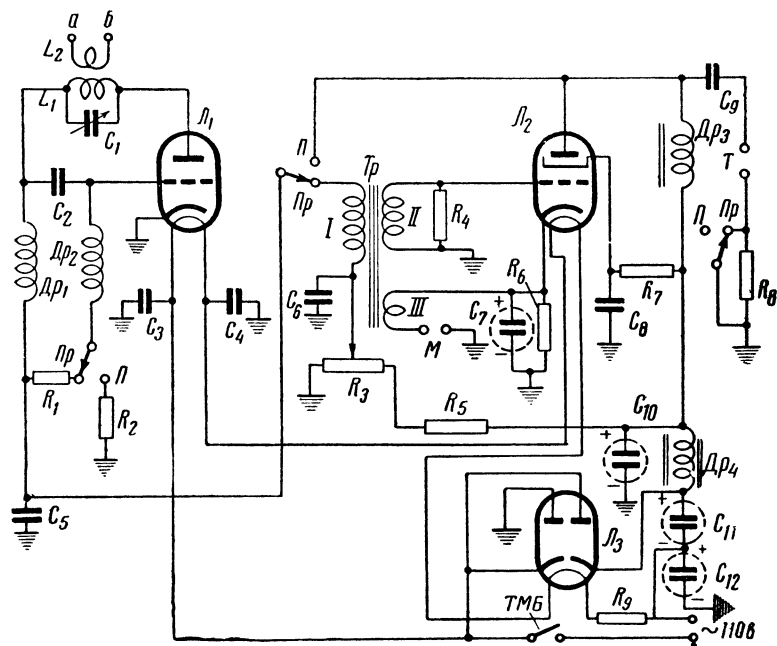 а б
L₂
L₁
C₁
Л₁
C₂
Др₁
Др₂
C₃
C₄
Пр
R₁
П
R₂
C₅
П
Пр
Тр
I
II
R₄
C₆
III
М
C₇
+
−
R₆
R₃
R₅
Л₂
C₈
R₇
Др₃
C₉
Т
П
Пр
R₈
C₁₀
+
−
Др₄
+
−
C₁₁
+
−
C₁₂
Л₃
ТМБ
R₉
~110в